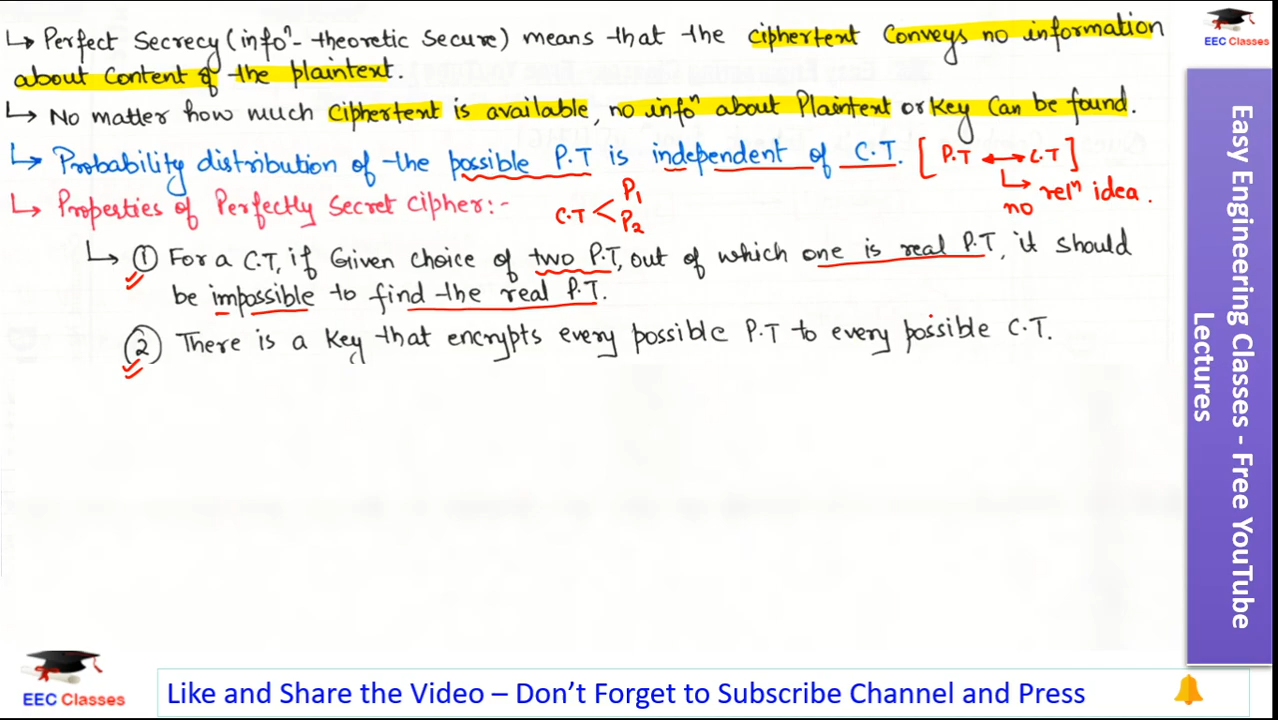 ↳ Perfect Secrecy (infoⁿ - theoretic Secure) means that the ciphertent Conveys no information
about Content of the plaintext.
↳ No matter how much Ciphertent is available, no infoⁿ about Plaintent or Key Can be found.
↳ Probability distribution of the possible P.T is independent of C.T. [P.T ↔ C.T]
↳ no relⁿ idea.
↳ Properties of Perfectly Secret Cipher:-
C.T < P1 P2
↳ ① For a C.T, if Given choice of two P.T, out of which one is real P.T, it should
be impossible to find the real P.T.
② There is a Key that encrypts every possible P.T to every possible C.T.
EEC Classes
Easy Engineering Classes - Free YouTube
Lectures
EEC Classes
Like and Share the Video – Don't Forget to Subscribe Channel and Press